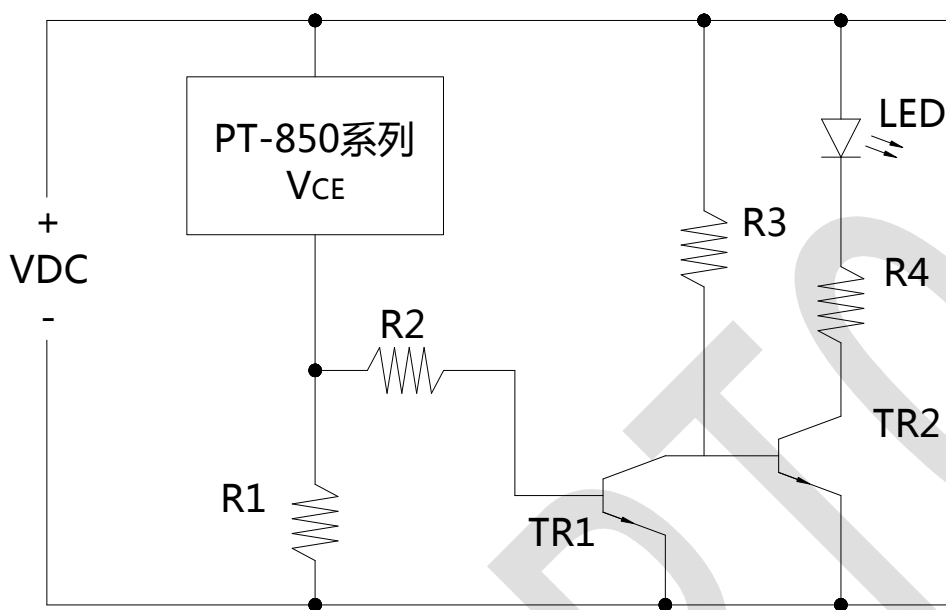 PT-850系列
VCE
LED
+
VDC
-
R3
R4
R2
TR2
R1
TR1